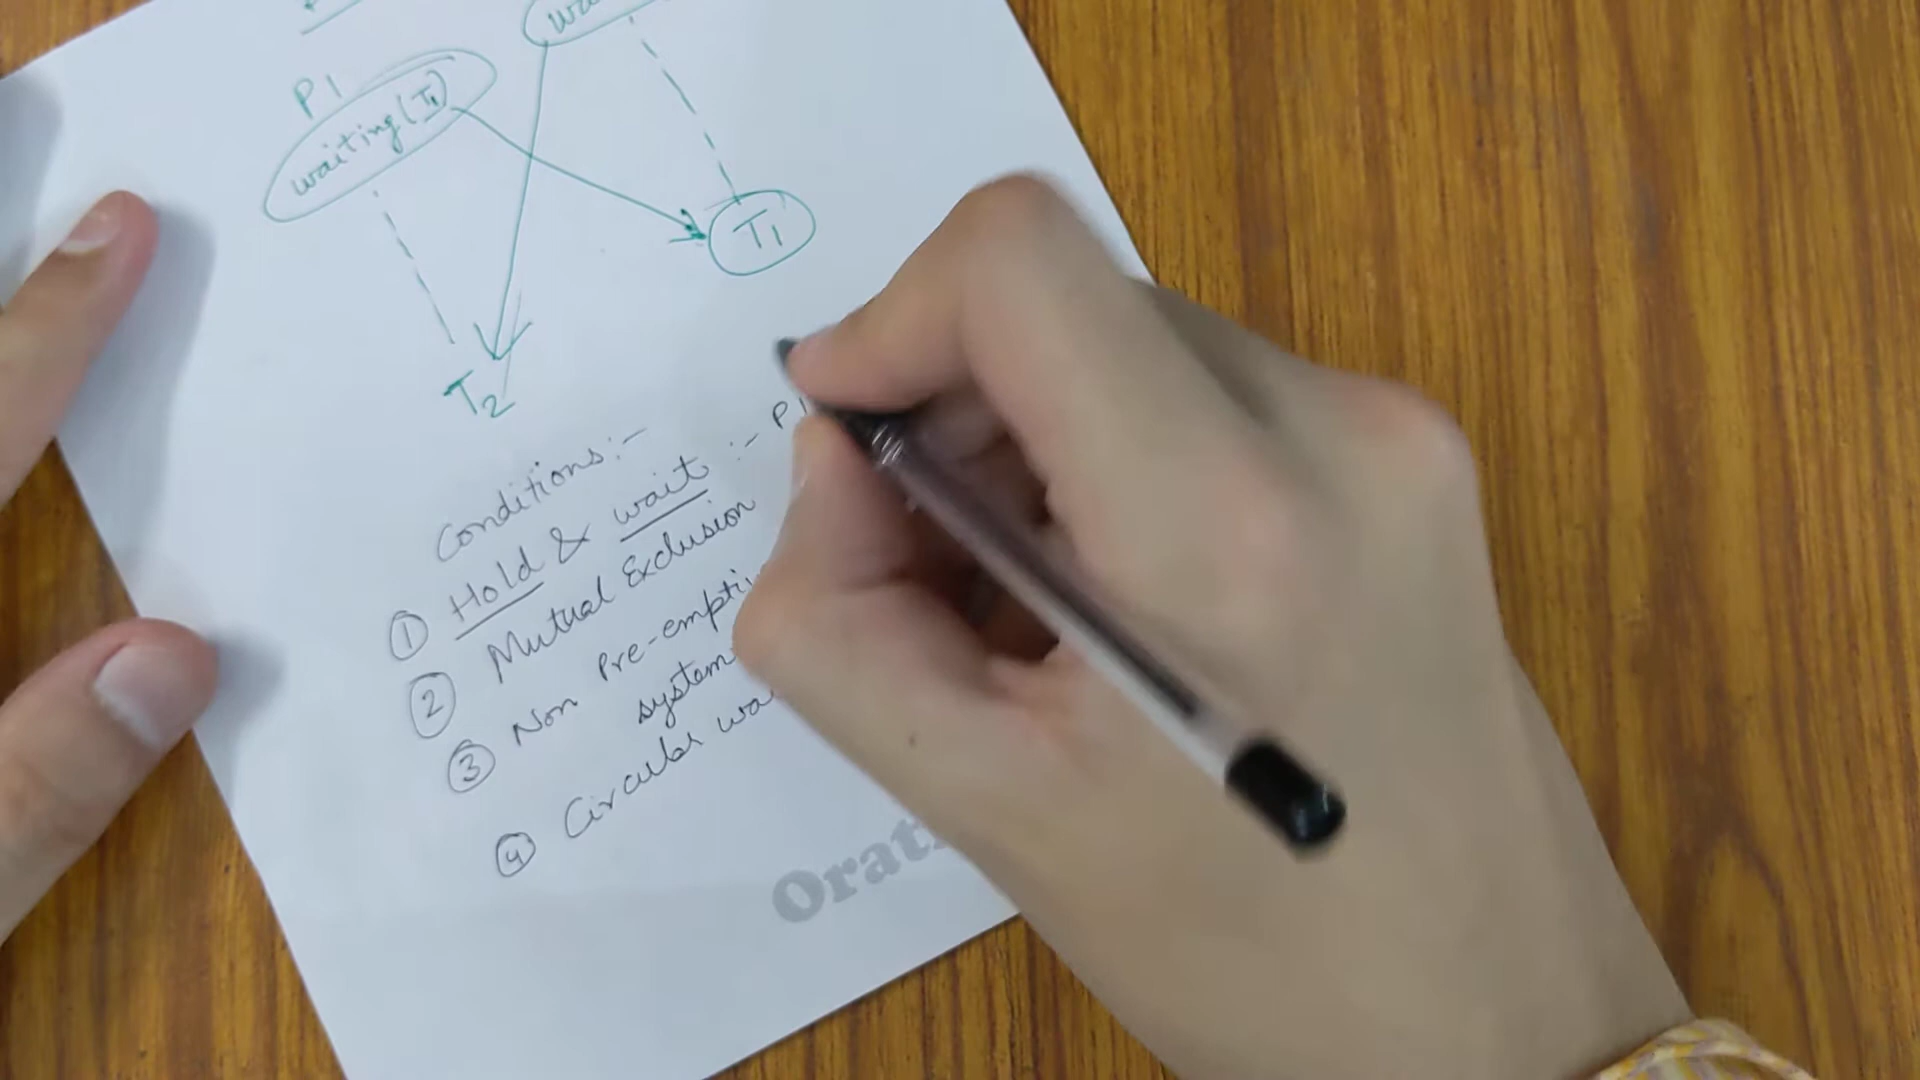 P1
waiting (T1)
T1
T2
Conditions :-
① Hold & wait :- P1
② Mutual Exclusion
③ Non Pre-empti
system
④ Circular wa
Orat